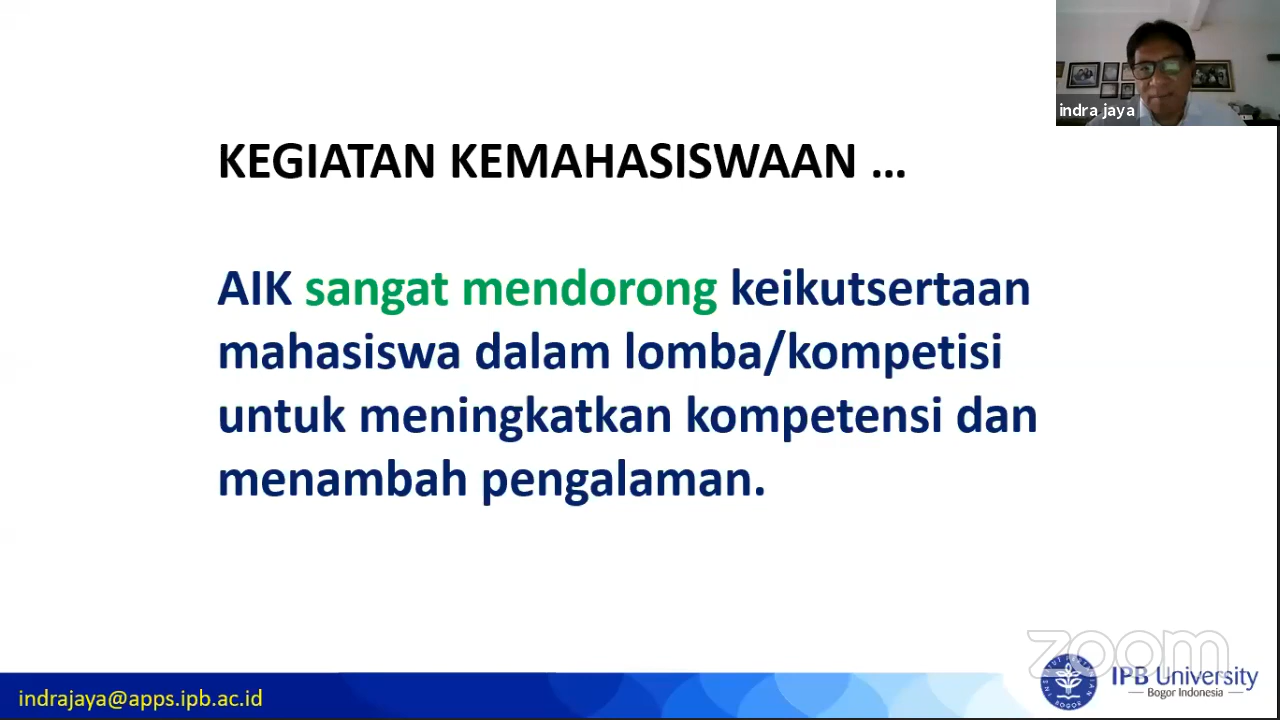 indra jaya
KEGIATAN KEMAHASISWAAN ...
AIK sangat mendorong keikutsertaan
mahasiswa dalam lomba/kompetisi
untuk meningkatkan kompetensi dan
menambah pengalaman.
zoom
indrajaya@apps.ipb.ac.id
IPB University
Bogor Indonesia